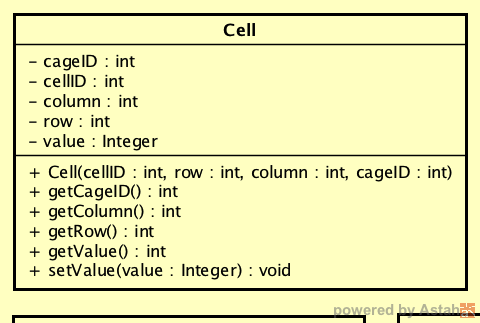 Cell
- cageID : int
- cellID : int
- column : int
- row : int
- value : Integer
+ Cell(cellID : int, row : int, column : int, cageID : int)
+ getCageID() : int
+ getColumn() : int
+ getRow() : int
+ getValue() : int
+ setValue(value : Integer) : void
powered by Astah